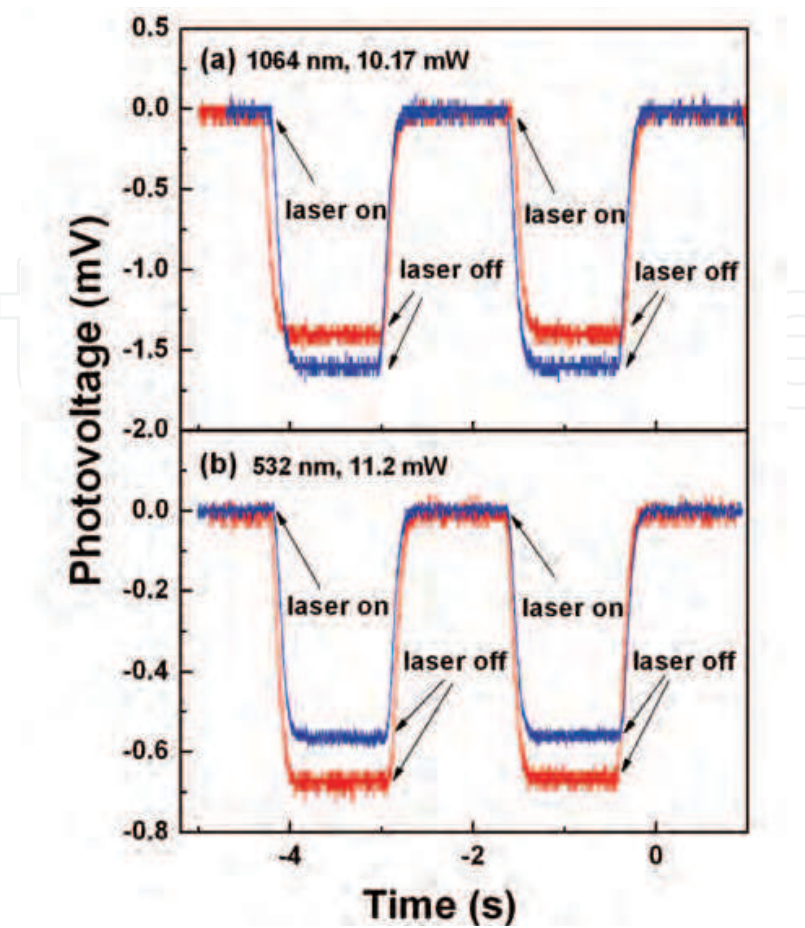 0.5
(a) 1064 nm, 10.17 mW
0.0
-0.5
laser on
laser on
-1.0
laser off
laser off
-1.5
-2.0
Photovoltage (mV)
(b) 532 nm, 11.2 mW
0.0
-0.2
laser on
laser on
-0.4
laser off
laser off
-0.6
-0.8
-4
-2
0
Time (s)